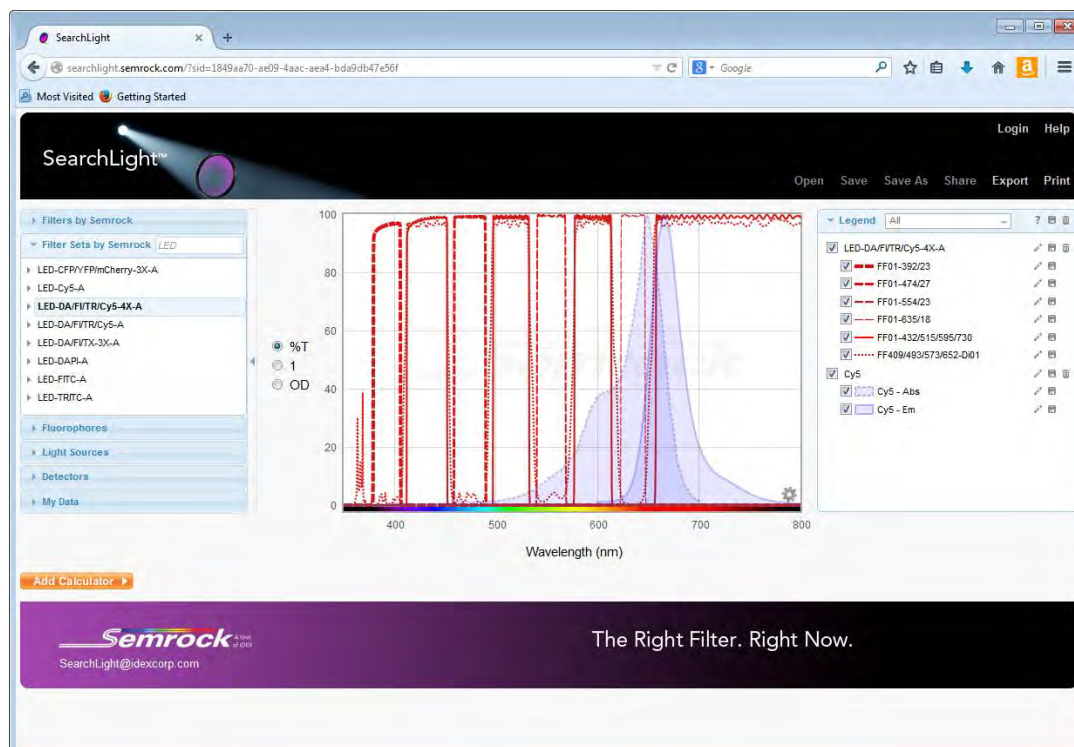 SearchLight
searchlight.semrock.com/?sid=1849aa70-ae09-4aac-aea4-bda9db47e56f
Google
Most Visited Getting Started
Login Help
SearchLight™
Open Save Save As Share Export Print
Filters by Semrock
Filter Sets by Semrock LED
LED-CFP/YFP/mCherry-3X-A
LED-Cy5-A
LED-DA/FI/TR/Cy5-4X-A
LED-DA/FI/TR/Cy5-A
LED-DA/FI/TX-3X-A
LED-DAPI-A
LED-FITC-A
LED-TRITC-A
Fluorophores
Light Sources
Detectors
My Data
%T
1
OD
100
80
60
40
20
0
400 500 600 700 800
Wavelength (nm)
Legend All ?
LED-DA/FI/TR/Cy5-4X-A
FF01-392/23
FF01-474/27
FF01-554/23
FF01-635/18
FF01-432/515/595/730
FF409/493/573/652-Di01
Cy5
Cy5 - Abs
Cy5 - Em
Add Calculator
Semrock A Unit of IDEX
SearchLight@idexcorp.com
The Right Filter. Right Now.